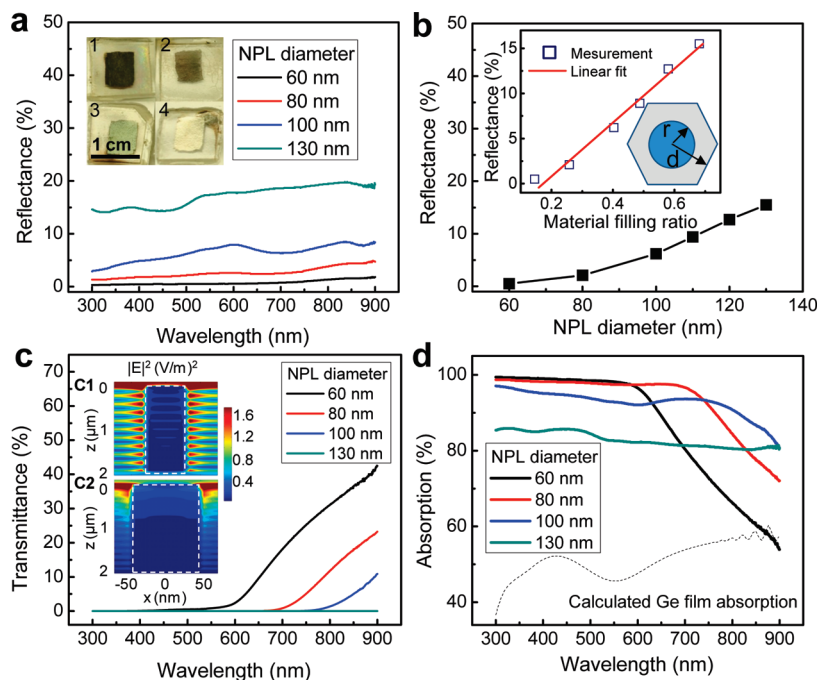 a
50
40
30
20
10
0
Reflectance (%)
300 400 500 600 700 800 900
Wavelength (nm)
1 2
3 4
1 cm
NPL diameter
60 nm
80 nm
100 nm
130 nm
b
50
40
30
20
10
0
Reflectance (%)
60 80 100 120 140
NPL diameter (nm)
15
10
5
0
Reflectance (%)
0.2 0.4 0.6
Material filling ratio
Mesurement
Linear fit
r
d
c
70
60
50
40
30
20
10
0
Transmittance (%)
300 400 500 600 700 800 900
Wavelength (nm)
|E|² (V/m)²
C1
0
1
2
z (μm)
C2
0
1
2
z (μm)
-50 0 50
x (nm)
1.6
1.2
0.8
0.4
NPL diameter
60 nm
80 nm
100 nm
130 nm
d
100
80
60
40
Absorption (%)
300 400 500 600 700 800 900
Wavelength (nm)
NPL diameter
60 nm
80 nm
100 nm
130 nm
Calculated Ge film absorption